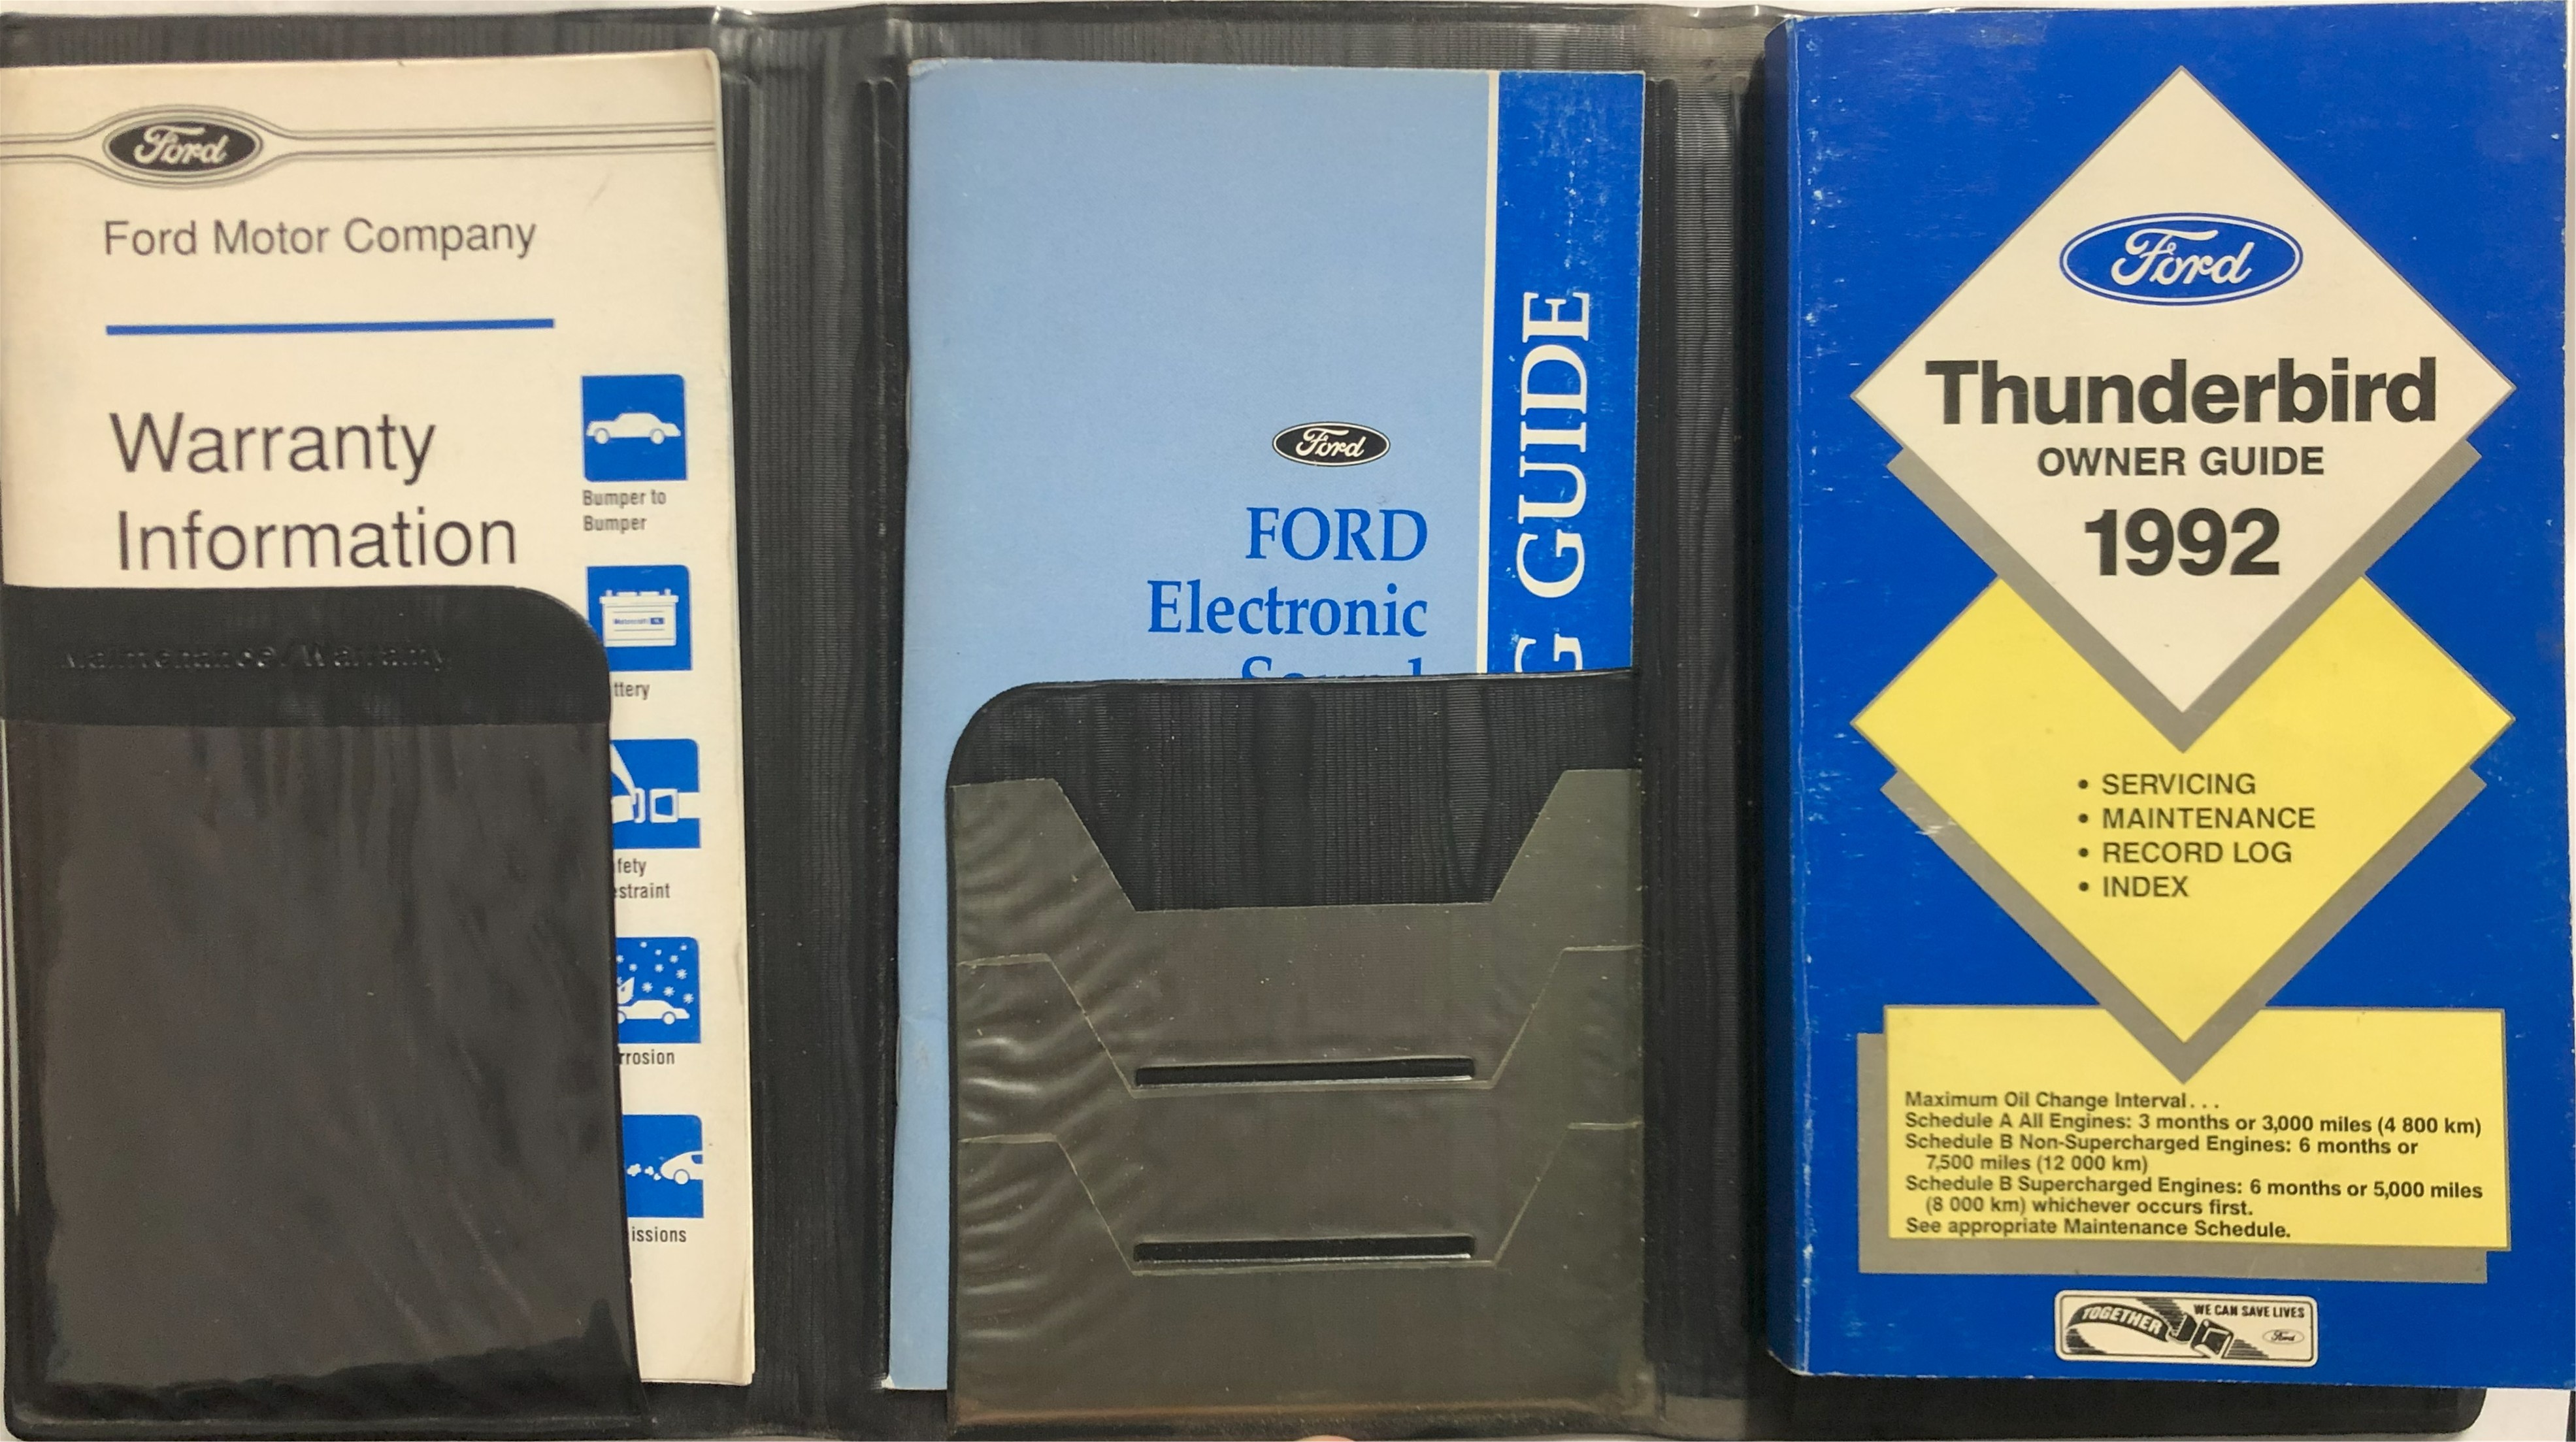 Ford
Ford Motor Company
Warranty
Information
Bumper to
Bumper
ttery
fety
straint
rrosion
issions
Maintenance/Warranty
Ford
FORD
Electronic
Sound
G GUIDE
Ford
Thunderbird
OWNER GUIDE
1992
• SERVICING
• MAINTENANCE
• RECORD LOG
• INDEX
Maximum Oil Change Interval...
Schedule A All Engines: 3 months or 3,000 miles (4 800 km)
Schedule B Non-Supercharged Engines: 6 months or
7,500 miles (12 000 km)
Schedule B Supercharged Engines: 6 months or 5,000 miles
(8 000 km) whichever occurs first.
See appropriate Maintenance Schedule.
TOGETHER
WE CAN SAVE LIVES
Ford